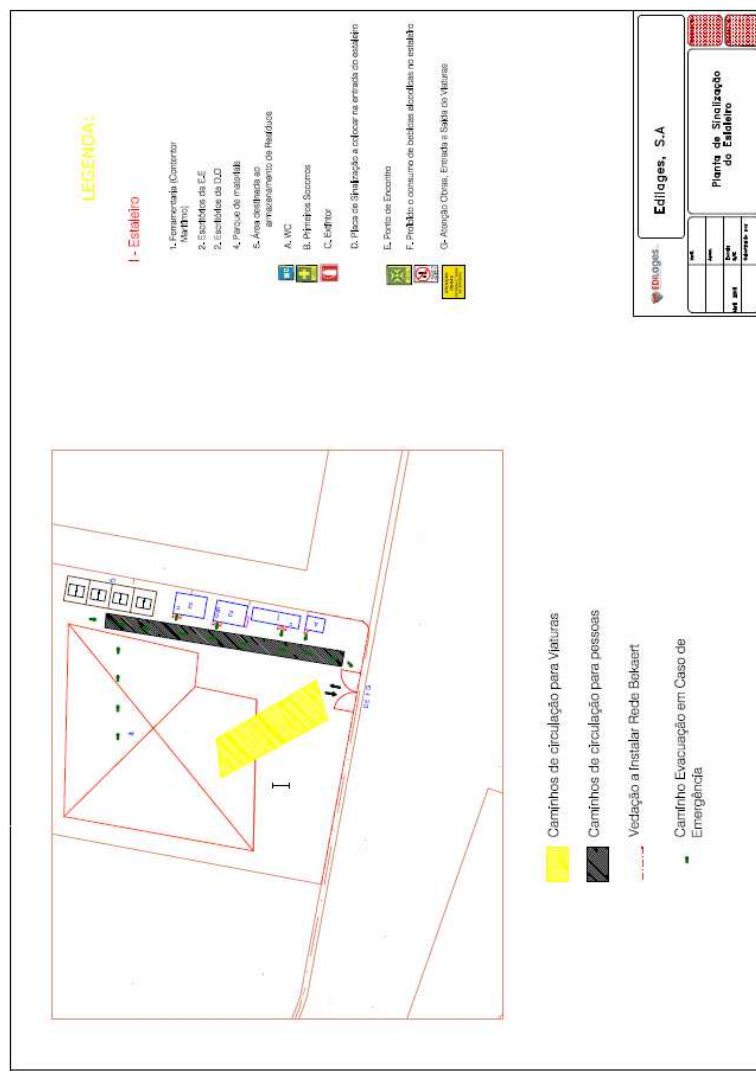 LEGENDA:
I - Estaleiro
1. Ferramentaria (Contentor
Marítimo)
2. Escritórios da E.E
3. Escritórios da D.O
4. Parque de materiais
5. Área destinada ao
armazenamento de Resíduos
A. WC
B. Primeiros Socorros
C. Extintor
D. Placa de Sinalização a colocar na entrada do estaleiro
E. Ponto de Encontro
F. Proibido o consumo de bebidas alcoólicas no estaleiro
G- Atenção Obras, Entrada e Saída de Viaturas
I
4
Caminhos de circulação para Viaturas
Caminhos de circulação para pessoas
Vedação a Instalar Rede Bekaert
Caminho Evacuação em Caso de
Emergência
EDILAGES
Edilages, S.A
Planta de Sinalização
do Estaleiro